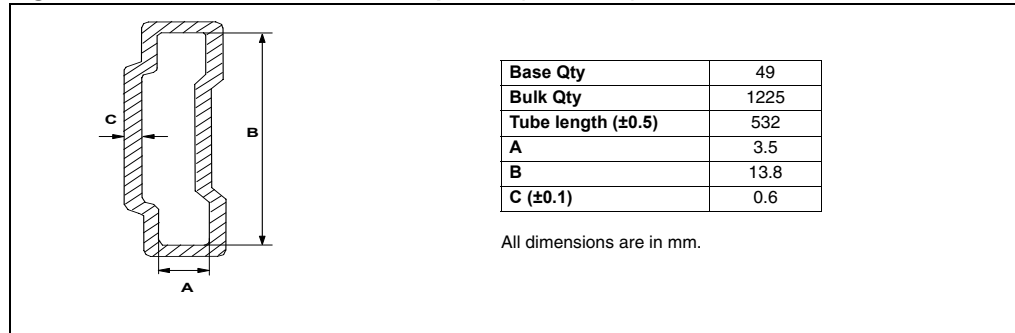 C
B
A
Base Qty 49
Bulk Qty 1225
Tube length (±0.5) 532
A 3.5
B 13.8
C (±0.1) 0.6
All dimensions are in mm.